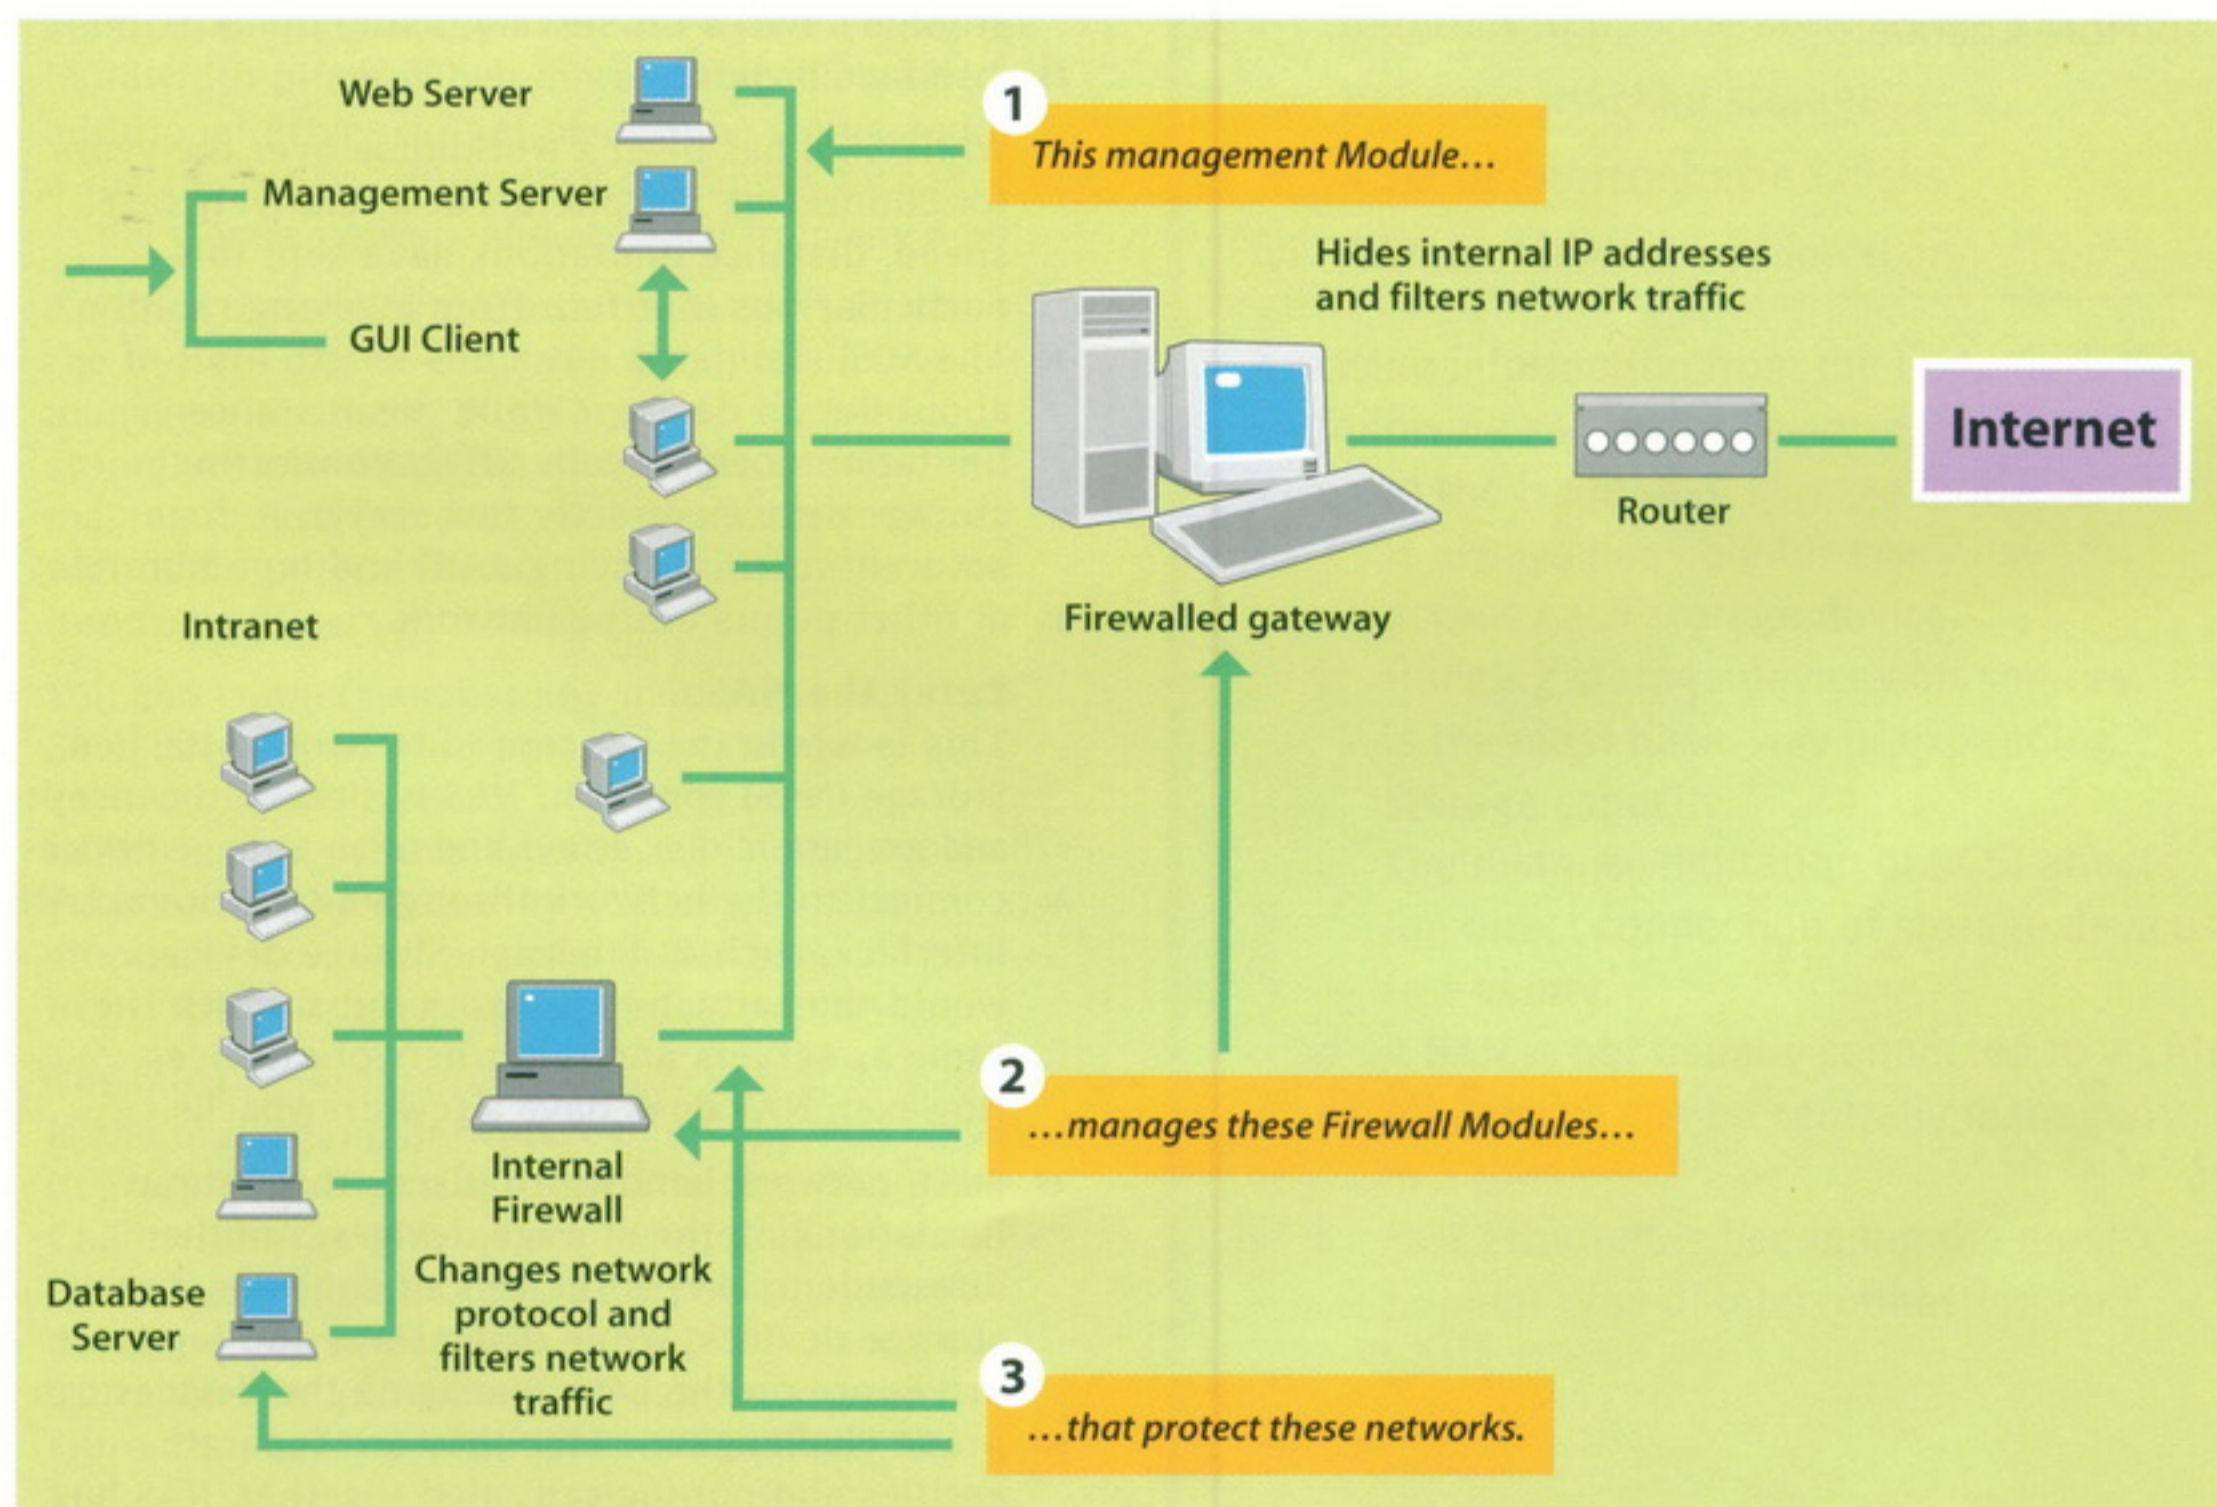 Web Server
1
This management Module...
Management Server
Hides internal IP addresses
and filters network traffic
GUI Client
Internet
Router
Firewalled gateway
Intranet
2
...manages these Firewall Modules...
Internal
Firewall
Changes network
protocol and
filters network
traffic
Database
Server
3
...that protect these networks.